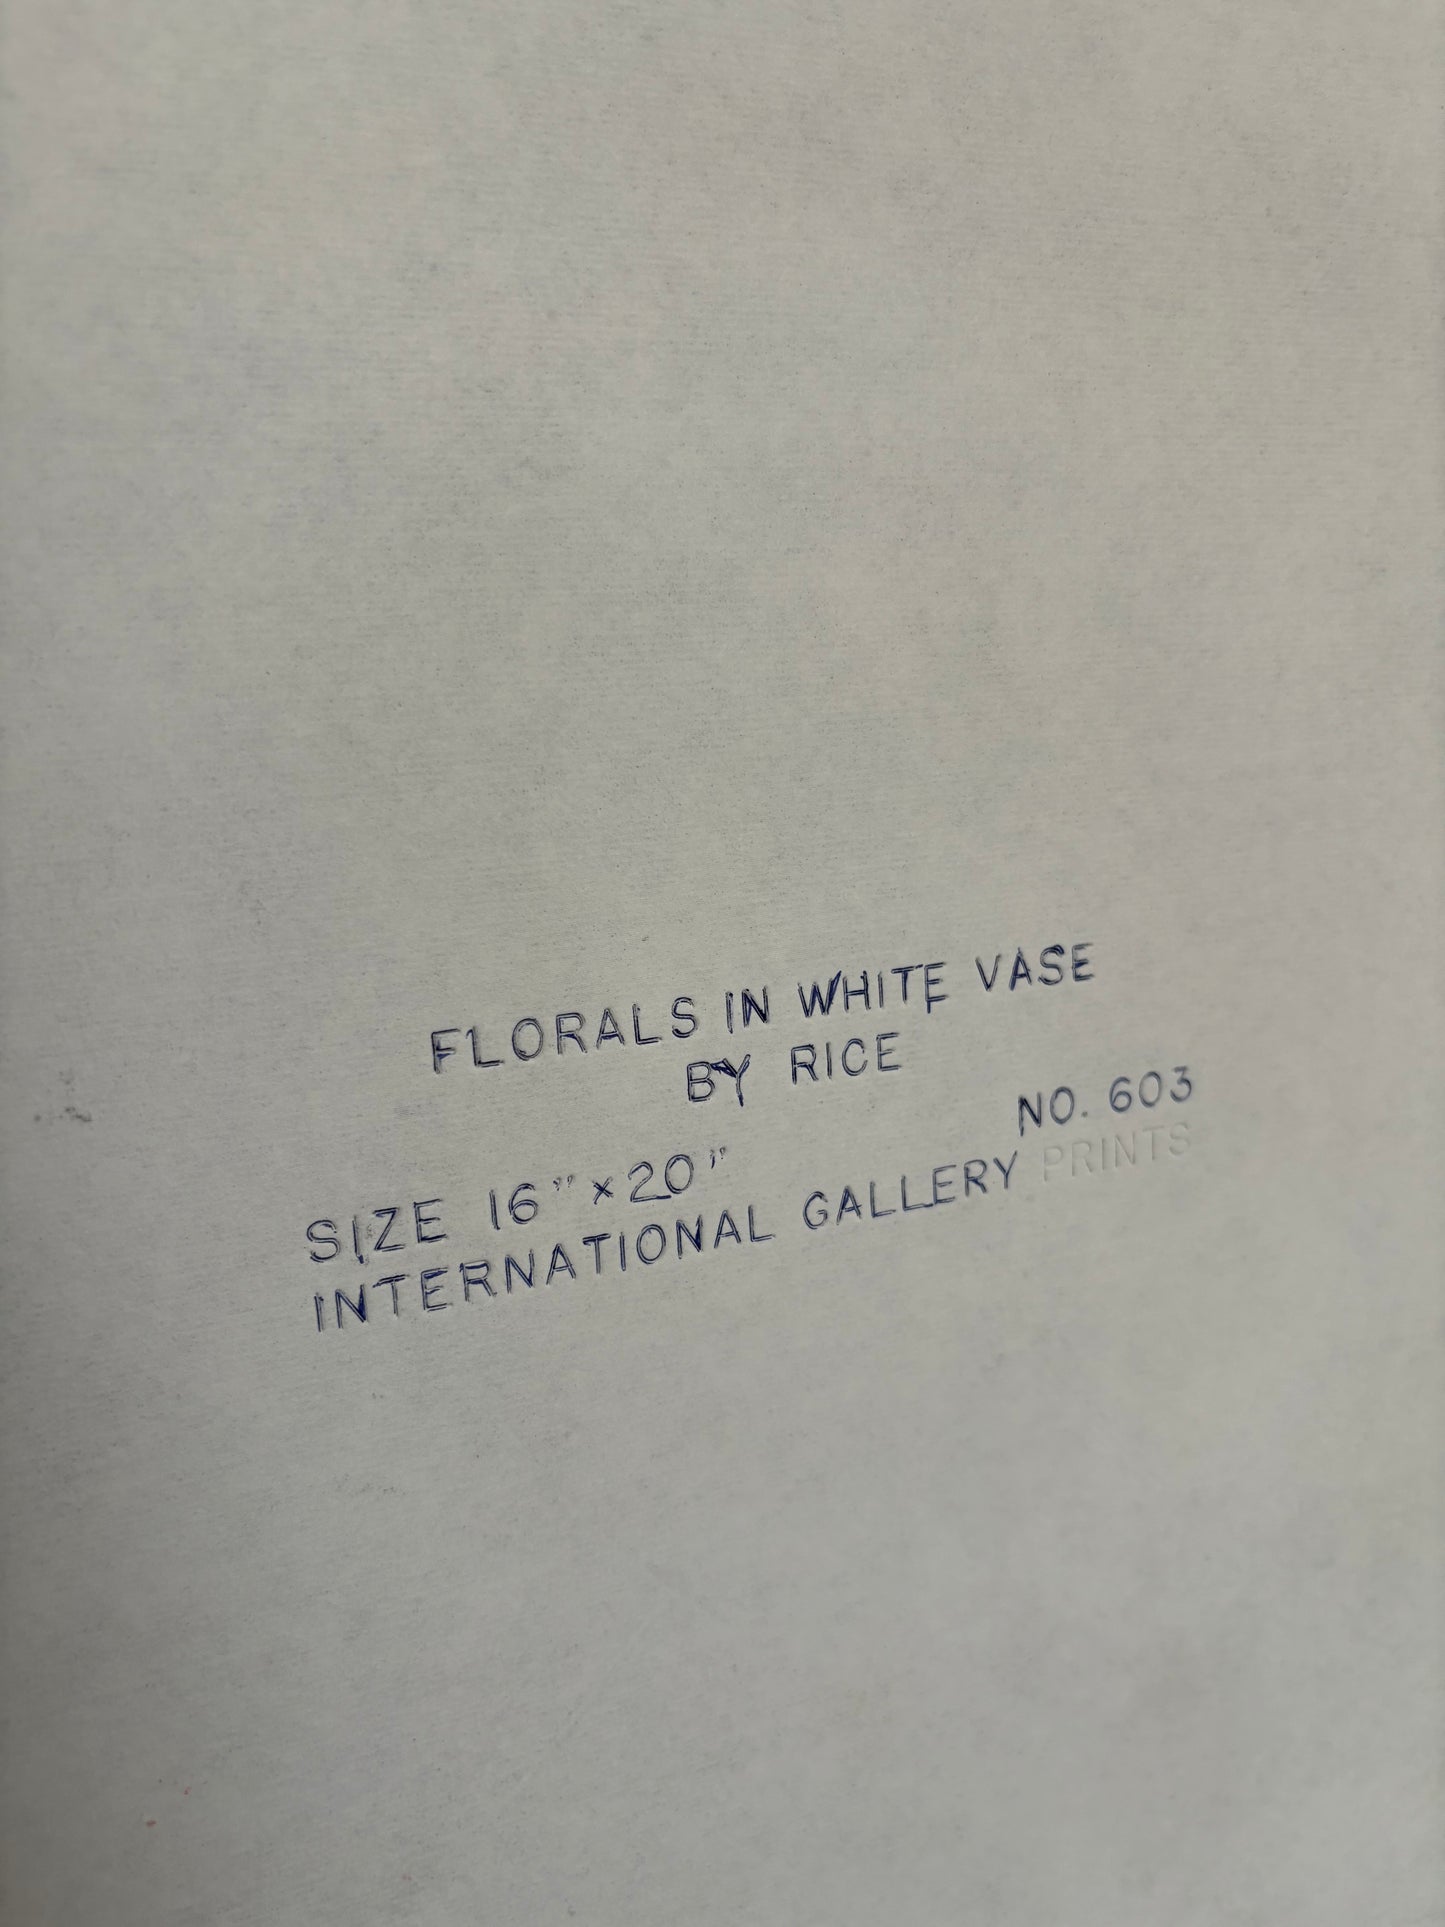 FLORALS IN WHITE VASE
BY RICE
NO. 603
SIZE 16" x 20"
INTERNATIONAL GALLERY PRINTS